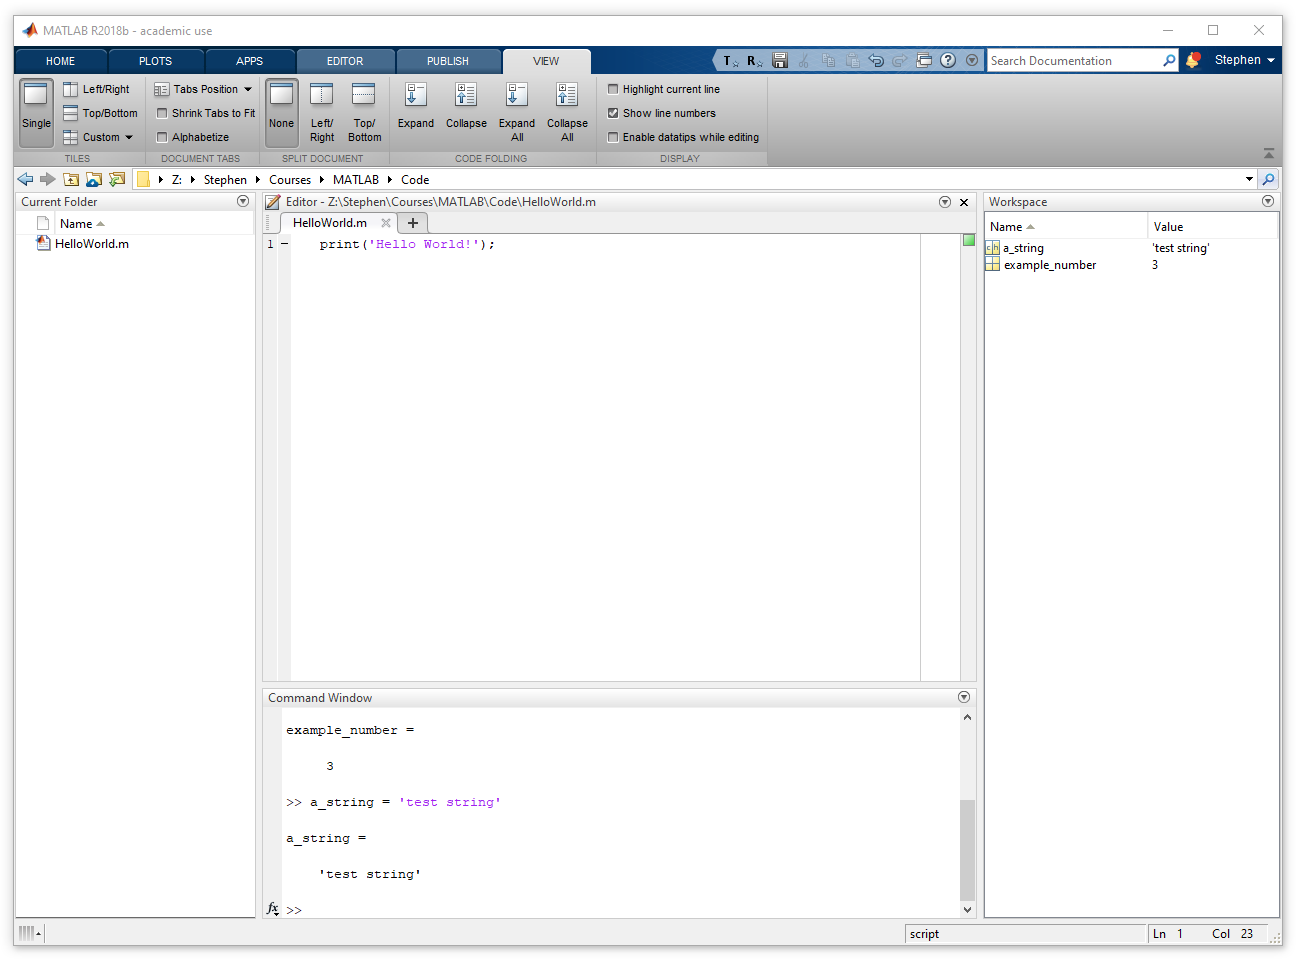 MATLAB R2018b - academic use
HOME PLOTS APPS EDITOR PUBLISH VIEW Search Documentation Stephen
Single
Left/Right
Top/Bottom
Custom
TILES
Tabs Position
Shrink Tabs to Fit
Alphabetize
DOCUMENT TABS
None
Left/
Right
Top/
Bottom
SPLIT DOCUMENT
Expand
Collapse
Expand
All
Collapse
All
CODE FOLDING
Highlight current line
Show line numbers
Enable datatips while editing
DISPLAY
Z: Stephen Courses MATLAB Code
Current Folder
Name
HelloWorld.m
Editor - Z:\Stephen\Courses\MATLAB\Code\HelloWorld.m
HelloWorld.m +
1 – print('Hello World!');
Command Window
example_number =
3
>> a_string = 'test string'
a_string =
'test string'
fx >>
Workspace
Name Value
a_string 'test string'
example_number 3
script Ln 1 Col 23